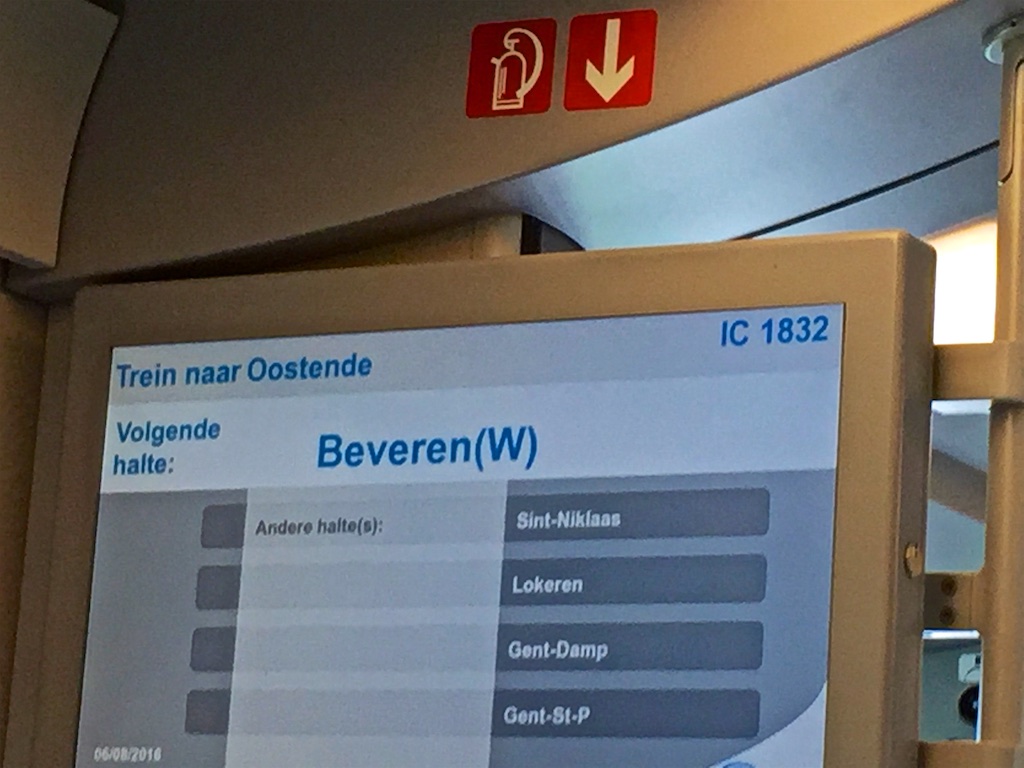 IC 1832
Trein naar Oostende
Volgende
halte:
Beveren(W)
Andere halte(s):
Sint-Niklaas
Lokeren
Gent-Damp
Gent-St-P
06/08/2016